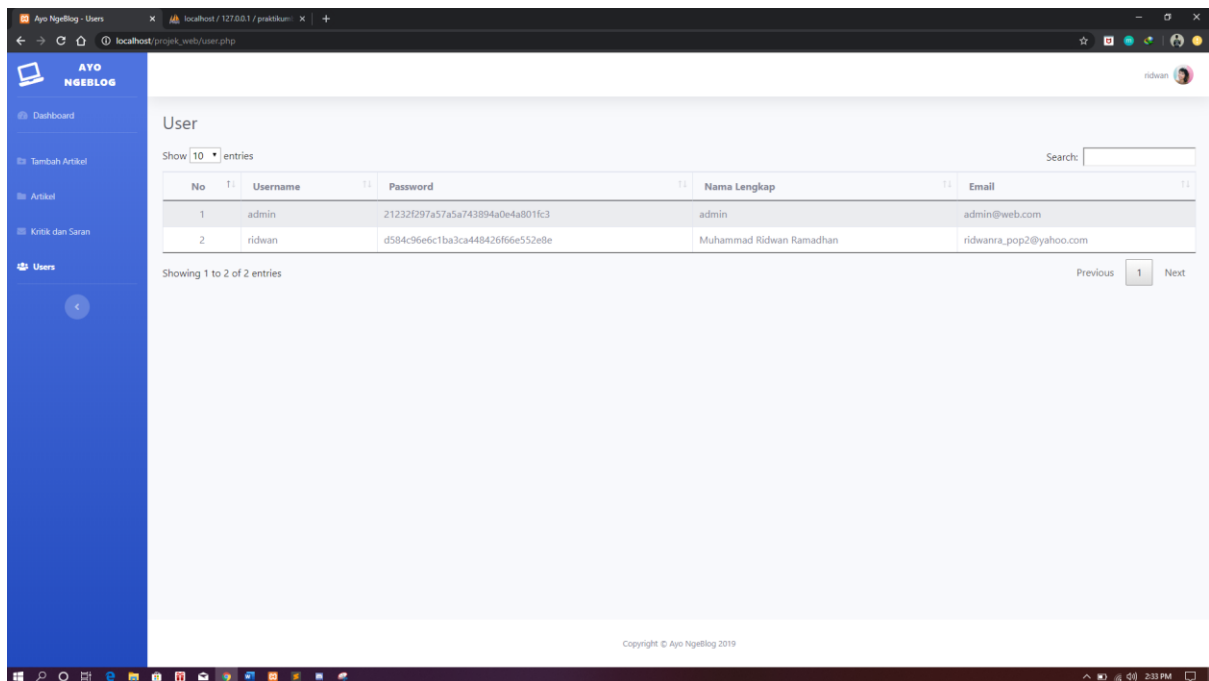 Ayo NgeBlog - Users
localhost / 127.0.0.1 / praktikum
localhost/projek_web/user.php
AYO
NGEBLOG
ridwan
Dashboard
Tambah Artikel
Artikel
Kritik dan Saran
Users
User
Show 10 entries
Search:
No Username Password Nama Lengkap Email
1 admin 21232f297a57a5a743894a0e4a801fc3 admin admin@web.com
2 ridwan d584c96e6c1ba3ca448426f66e552e8e Muhammad Ridwan Ramadhan ridwanra_pop2@yahoo.com
Showing 1 to 2 of 2 entries
Previous 1 Next
Copyright © Ayo NgeBlog 2019
2:33 PM